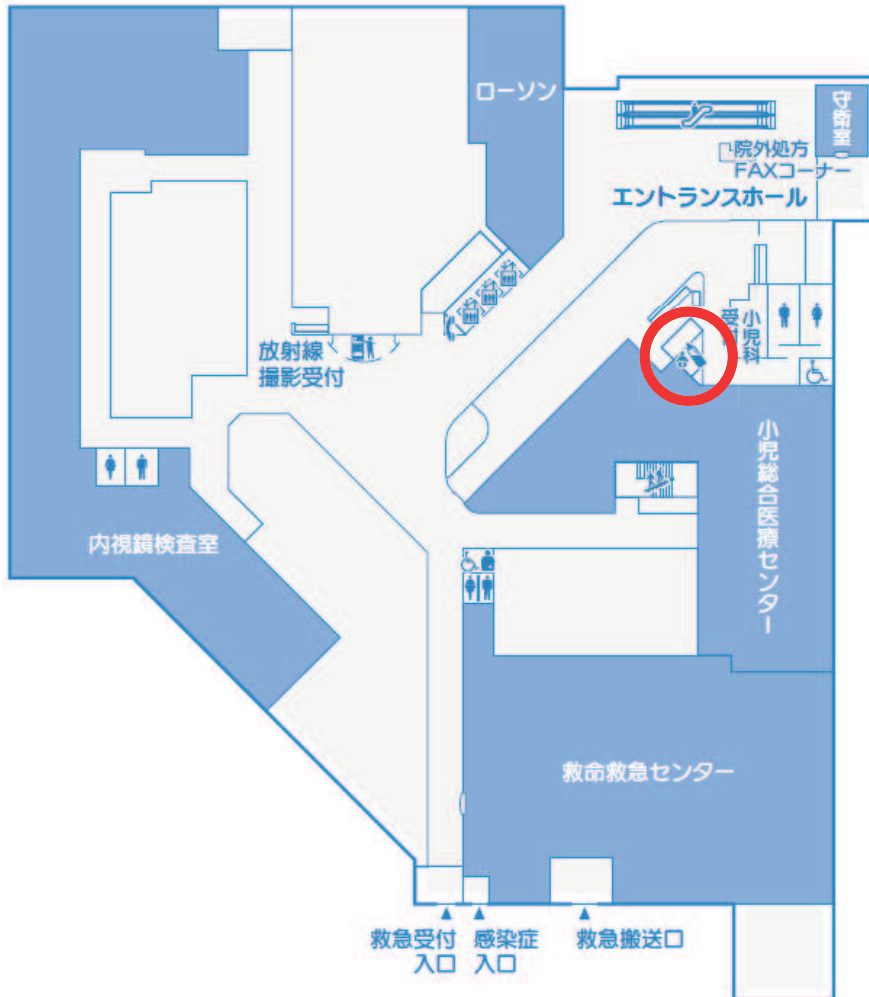 ローソン
守衛室
院外処方
FAXコーナー
エントランスホール
小児科
受付
放射線
撮影受付
小児総合医療センター
内視鏡検査室
救命救急センター
救急受付
入口
感染症
入口
救急搬送口